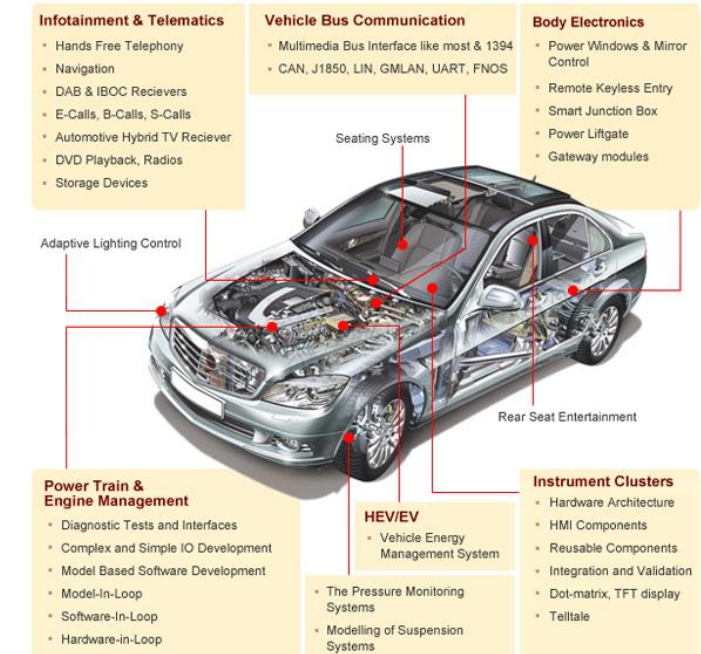 Infotainment & Telematics
Hands Free Telephony
Navigation
DAB & IBOC Recievers
E-Calls, B-Calls, S-Calls
Automotive Hybrid TV Reciever
DVD Playback, Radios
Storage Devices
Vehicle Bus Communication
Multimedia Bus Interface like most & 1394
CAN, J1850, LIN, GMLAN, UART, FNOS
Body Electronics
Power Windows & Mirror
Control
Remote Keyless Entry
Smart Junction Box
Power Liftgate
Gateway modules
Seating Systems
Adaptive Lighting Control
Rear Seat Entertainment
Power Train &
Engine Management
Diagnostic Tests and Interfaces
Complex and Simple IO Development
Model Based Software Development
Model-In-Loop
Software-In-Loop
Hardware-in-Loop
HEV/EV
Vehicle Energy
Management System
The Pressure Monitoring
Systems
Modelling of Suspension
Systems
Instrument Clusters
Hardware Architecture
HMI Components
Reusable Components
Integration and Validation
Dot-matrix, TFT display
Telltale